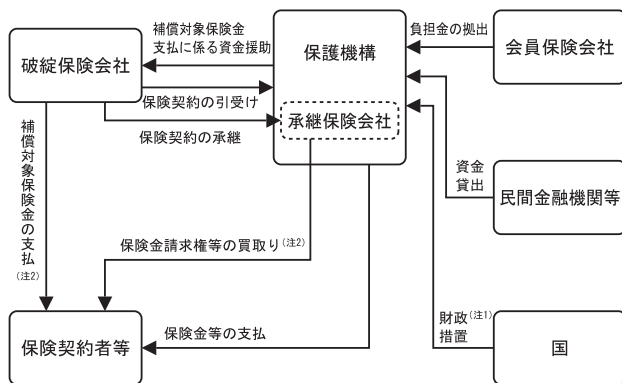 補償対象保険金
支払に係る資金援助
保護機構
負担金の拠出
会員保険会社
破綻保険会社
保険契約の引受け
承継保険会社
保険契約の承継
補償対象保険金の支払
(注2)
資金
貸出
民間金融機関等
保険金請求権等の買取り(注2)
財政(注1)
措置
保険契約者等
保険金等の支払
国